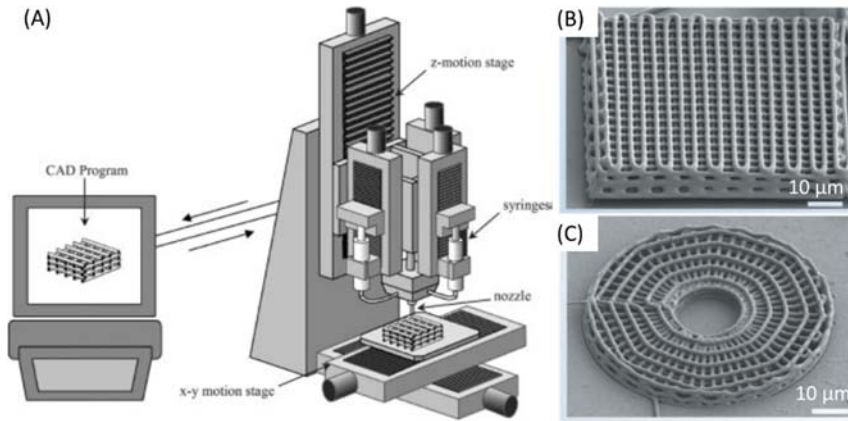 (A)
z-motion stage
CAD Program
syringes
nozzle
x-y motion stage
(B)
10 μm
(C)
10 μm